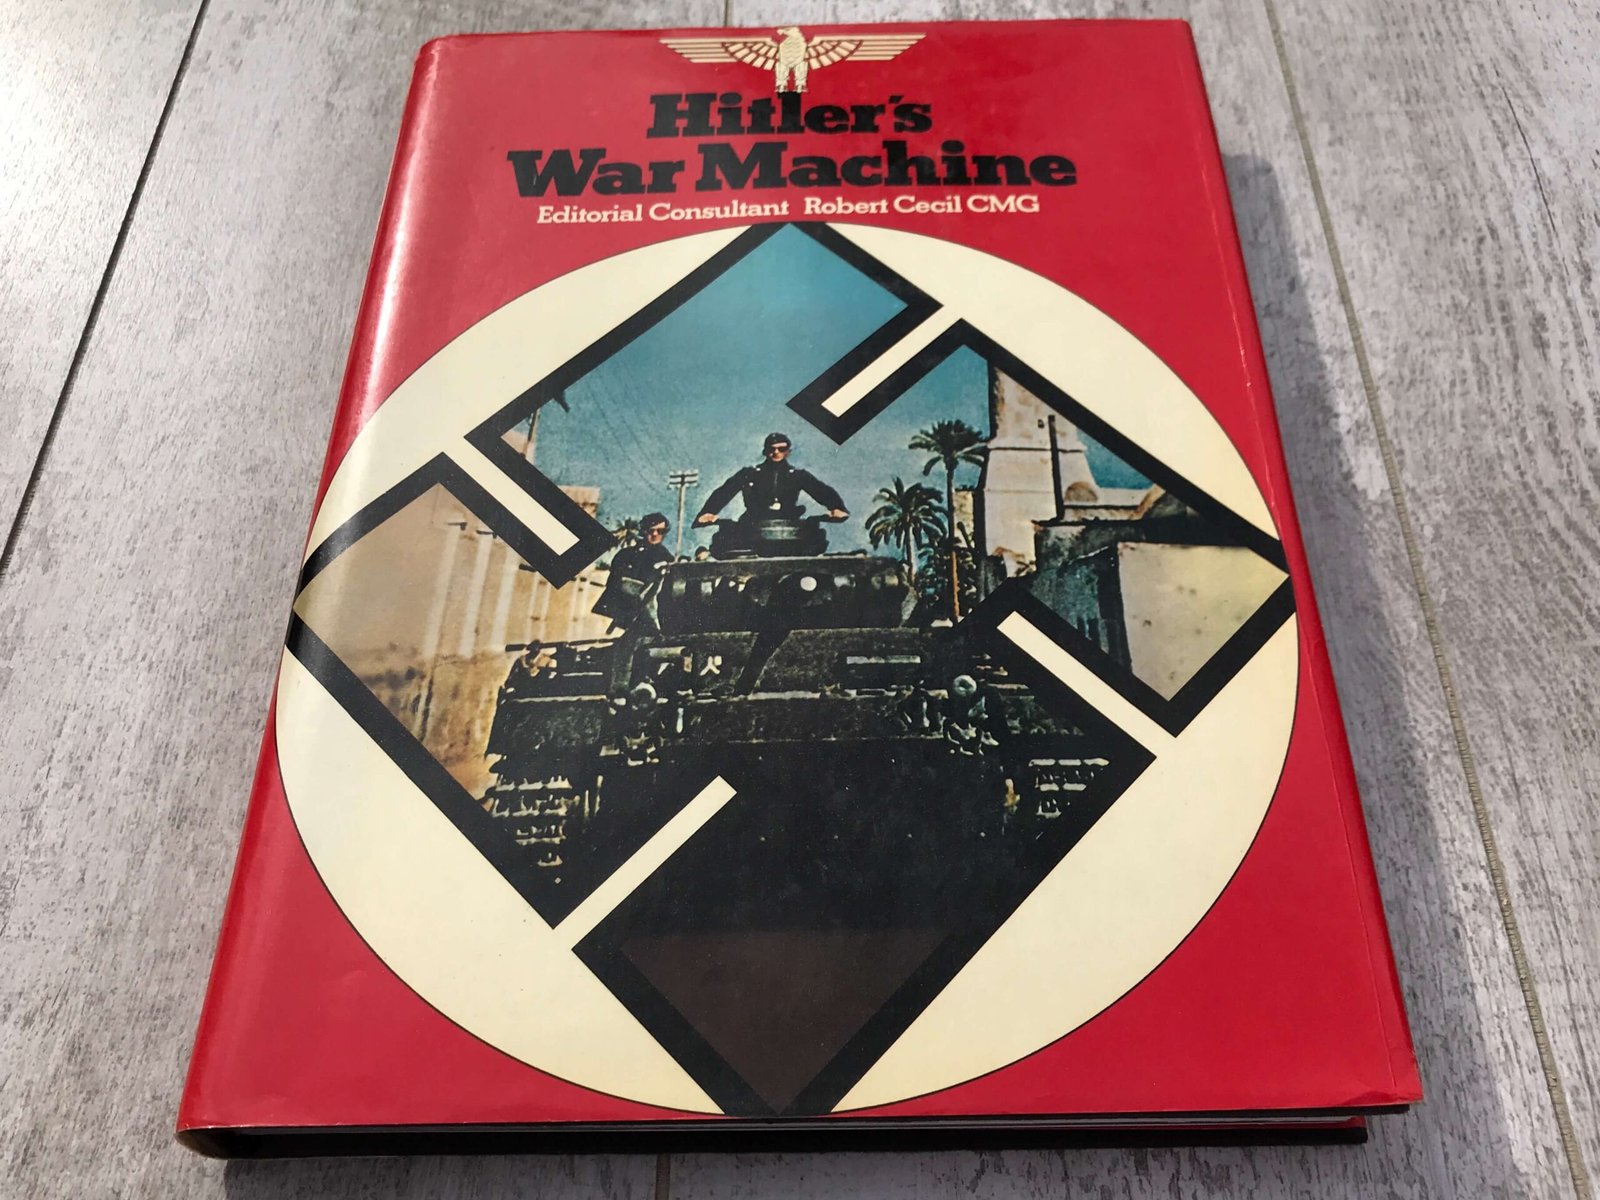 Hitler's
War Machine
Editorial Consultant Robert Cecil CMG